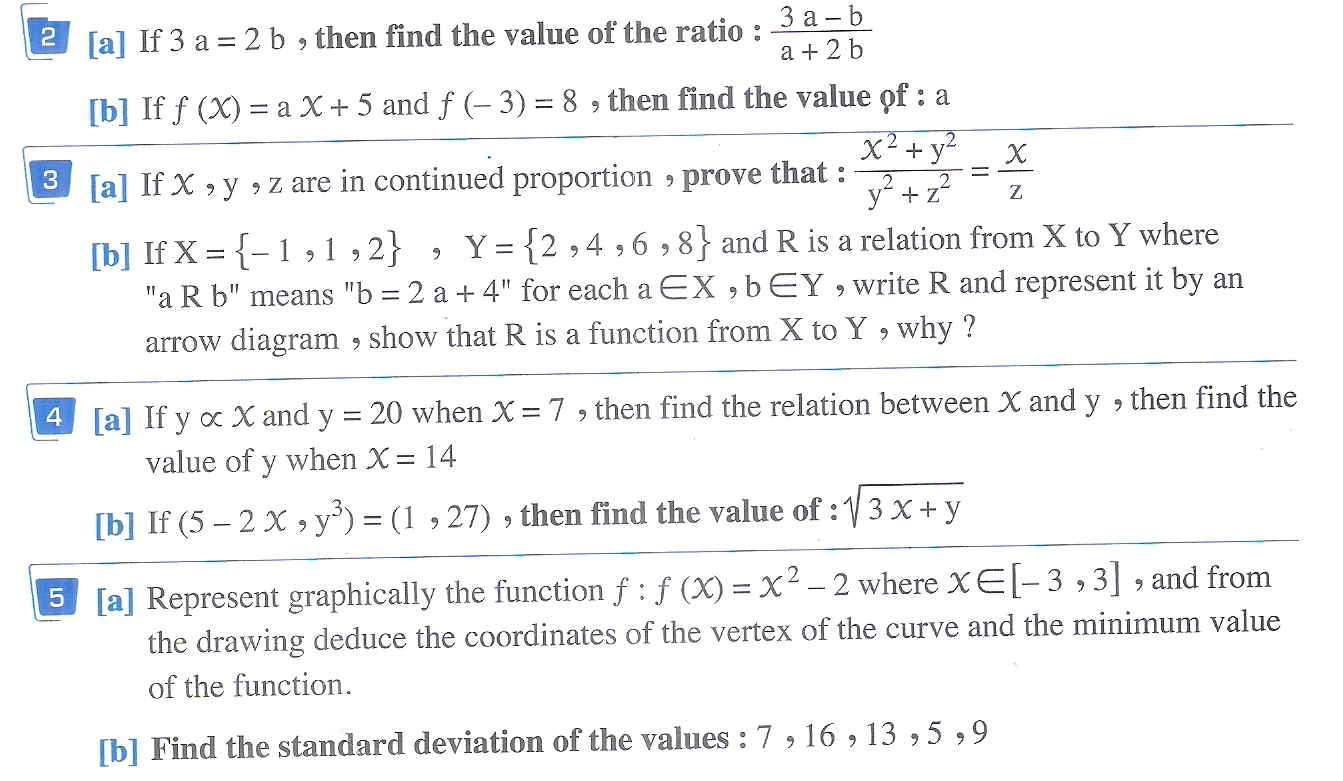 2 [a] If 3 a = 2 b , then find the value of the ratio : (3 a – b) / (a + 2 b)
[b] If f (X) = a X + 5 and f (– 3) = 8 , then find the value of : a
3 [a] If X , y , z are in continued proportion , prove that : (X² + y²) / (y² + z²) = X / z
[b] If X = {– 1 , 1 , 2} , Y = {2 , 4 , 6 , 8} and R is a relation from X to Y where
"a R b" means "b = 2 a + 4" for each a ∈ X , b ∈ Y , write R and represent it by an
arrow diagram , show that R is a function from X to Y , why ?
4 [a] If y ∝ X and y = 20 when X = 7 , then find the relation between X and y , then find the
value of y when X = 14
[b] If (5 – 2 X , y³) = (1 , 27) , then find the value of : √(3 X + y)
5 [a] Represent graphically the function f : f (X) = X² – 2 where X ∈ [– 3 , 3] , and from
the drawing deduce the coordinates of the vertex of the curve and the minimum value
of the function.
[b] Find the standard deviation of the values : 7 , 16 , 13 , 5 , 9